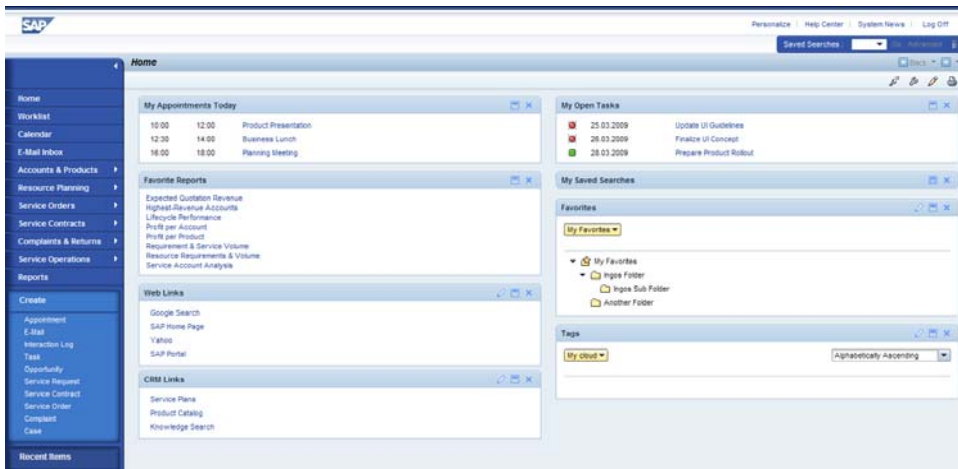 SAP
Personalize Help Center System News Log Off
Saved Searches: Go Advanced
Home
Back
Home
Worklist
Calendar
E-Mail Inbox
Accounts & Products
Resource Planning
Service Orders
Service Contracts
Complaints & Returns
Service Operations
Reports
Create
Appointment
E-Mail
Interaction Log
Task
Opportunity
Service Request
Service Contract
Service Order
Complaint
Case
Recent Items
My Appointments Today
10:00 12:00 Product Presentation
12:30 14:00 Business Lunch
16:00 18:00 Planning Meeting
Favorite Reports
Expected Quotation Revenue
Highest-Revenue Accounts
Lifecycle Performance
Profit per Account
Profit per Product
Requirement & Service Volume
Resource Requirements & Volume
Service Account Analysis
Web Links
Google Search
SAP Home Page
Yahoo
SAP Portal
CRM Links
Service Plans
Product Catalog
Knowledge Search
My Open Tasks
25.03.2009 Update UI Guidelines
26.03.2009 Finalize UI Concept
28.03.2009 Prepare Product Rollout
My Saved Searches
Favorites
My Favorites
My Favorites
Ingos Folder
Ingos Sub Folder
Another Folder
Tags
My cloud Alphabetically Ascending